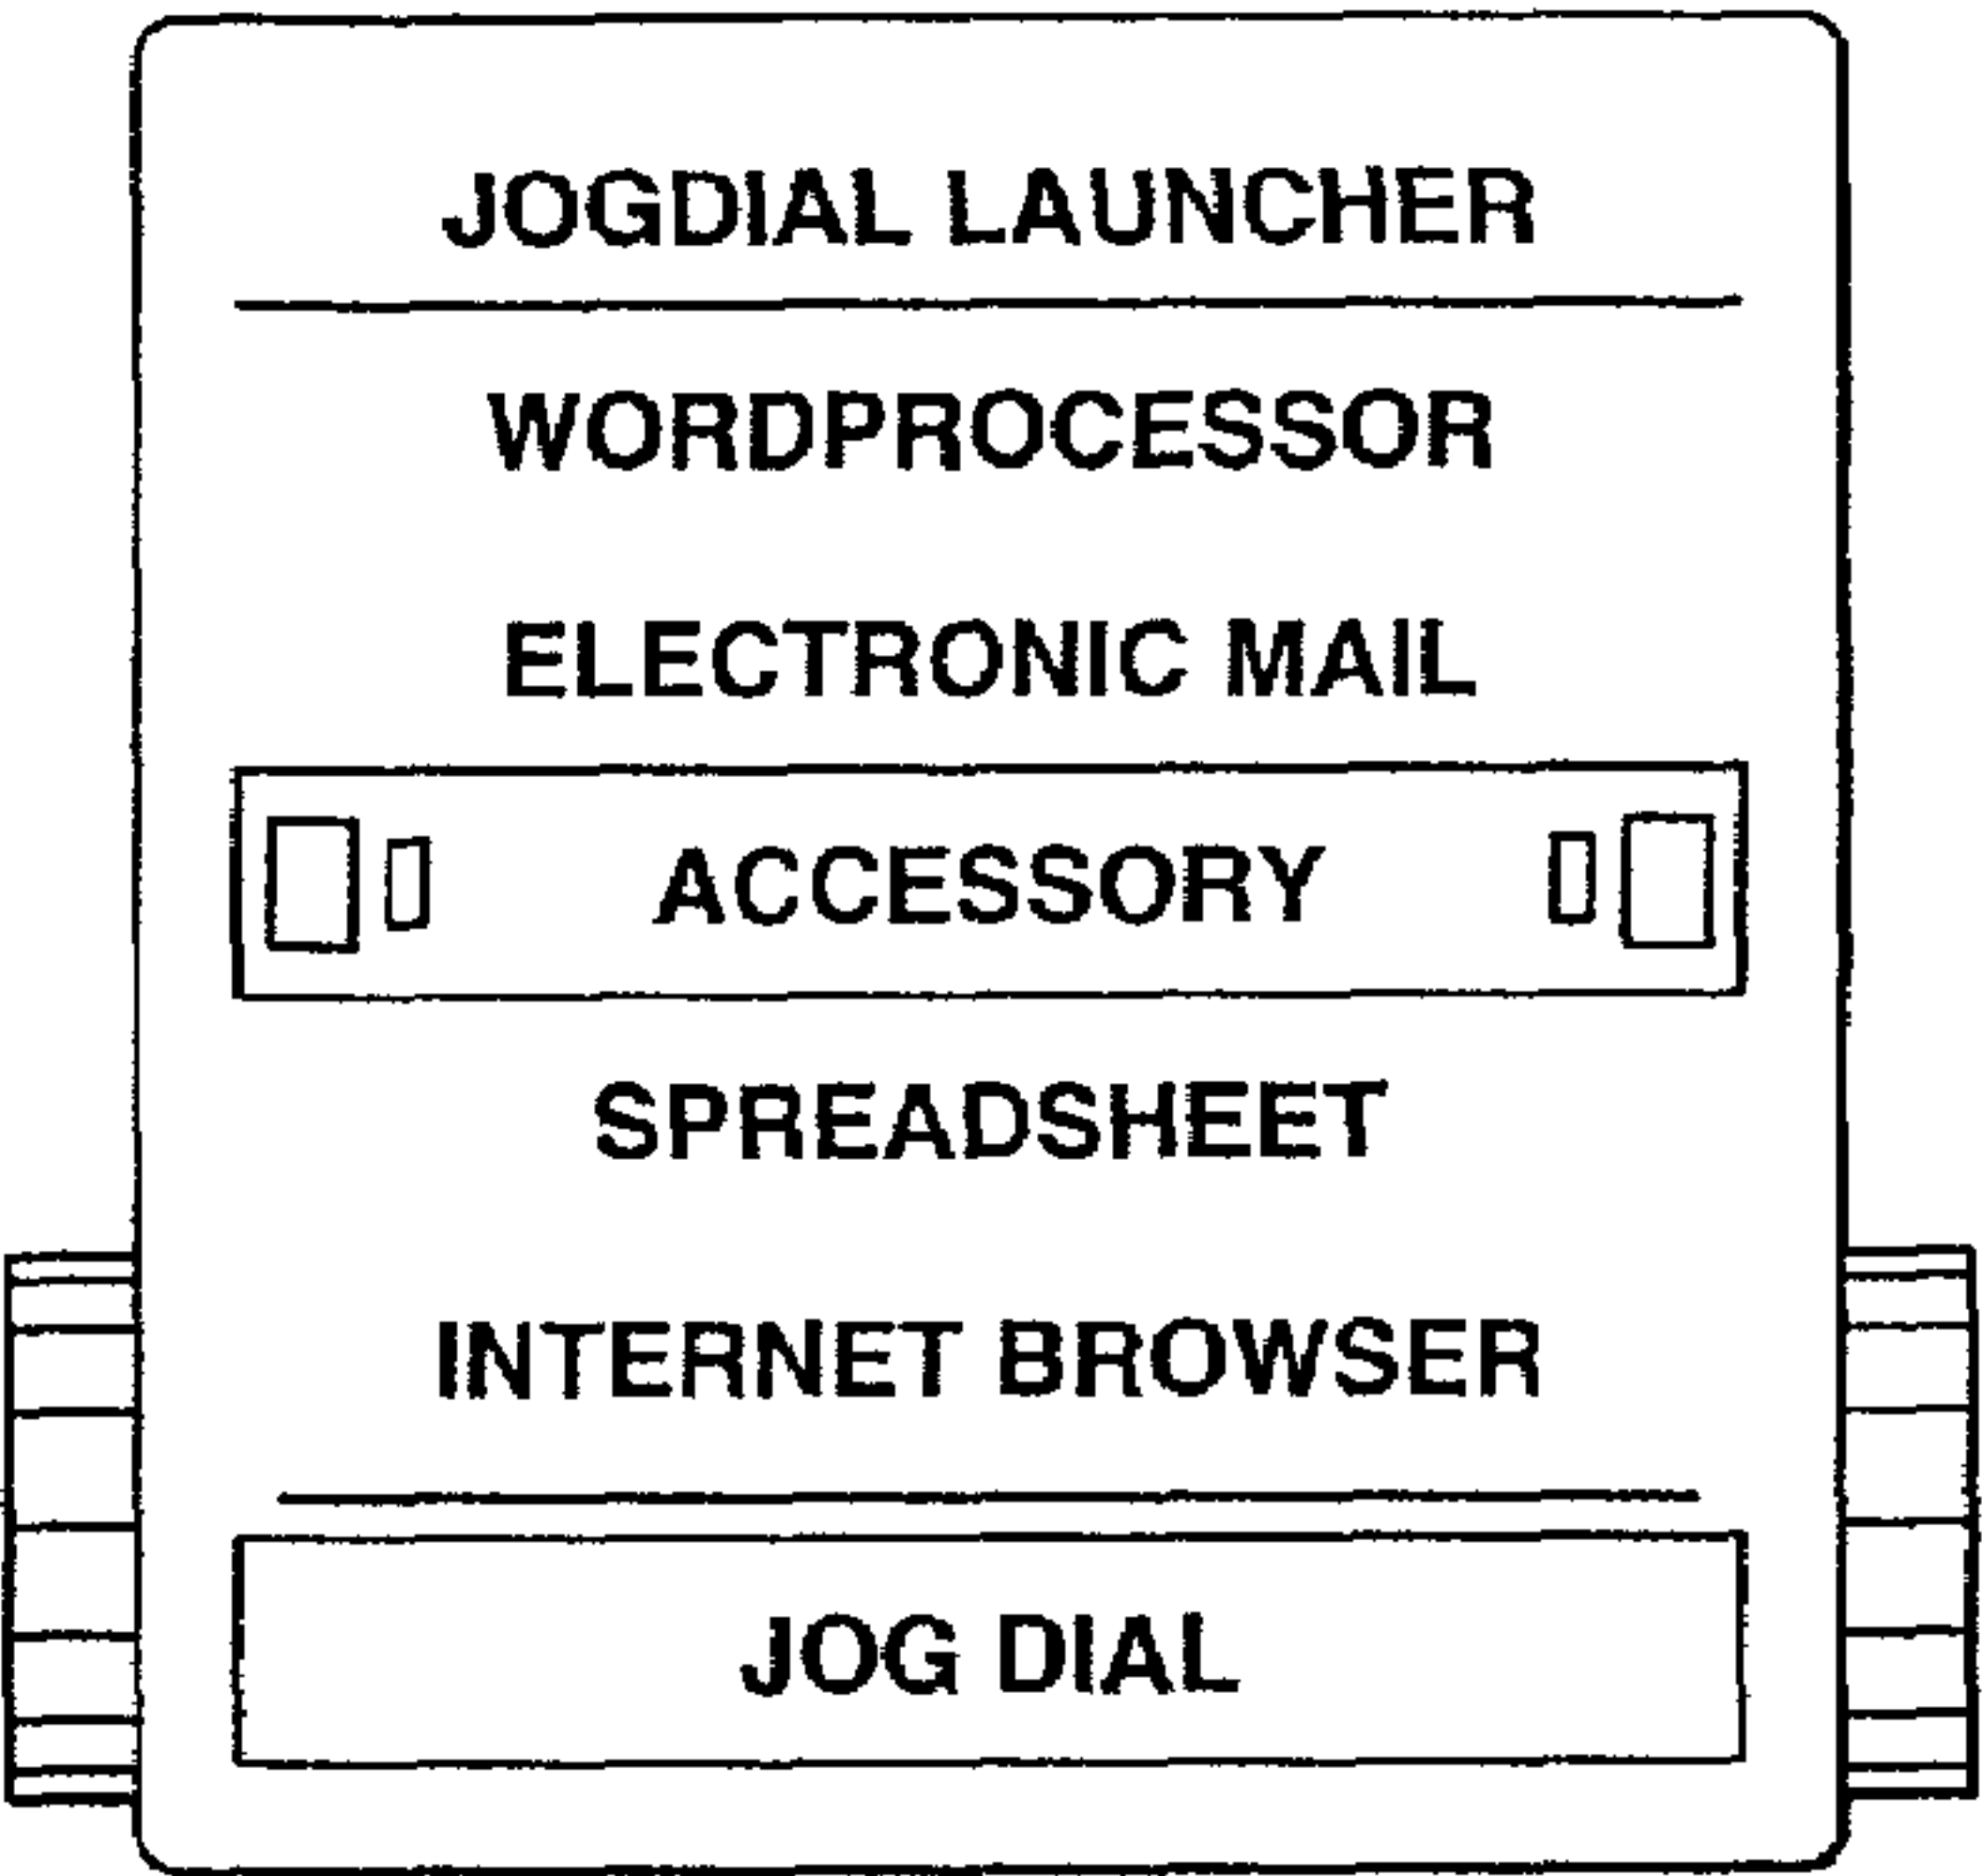 JOGDIAL LAUNCHER
WORDPROCESSOR
ELECTRONIC MAIL
ACCESSORY
SPREADSHEET
INTERNET BROWSER
JOG DIAL